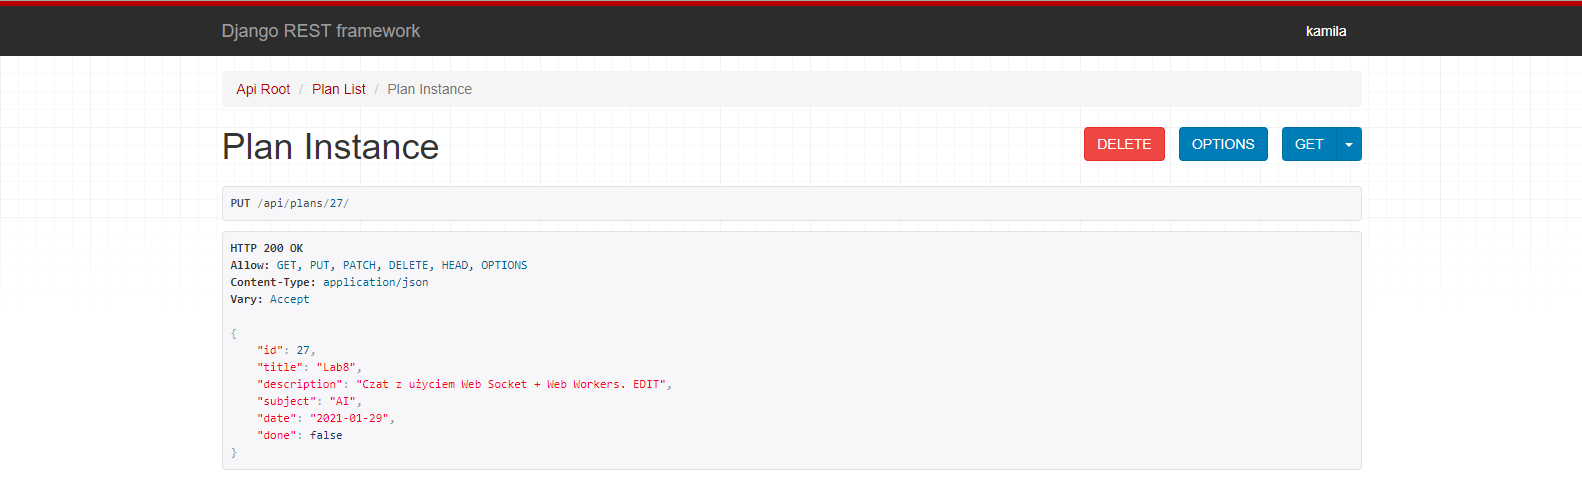 Django REST framework
kamila
Api Root / Plan List / Plan Instance
Plan Instance
DELETE
OPTIONS
GET
PUT /api/plans/27/
HTTP 200 OK
Allow: GET, PUT, PATCH, DELETE, HEAD, OPTIONS
Content-Type: application/json
Vary: Accept
{
    "id": 27,
    "title": "Lab8",
    "description": "Czat z użyciem Web Socket + Web Workers. EDIT",
    "subject": "AI",
    "date": "2021-01-29",
    "done": false
}